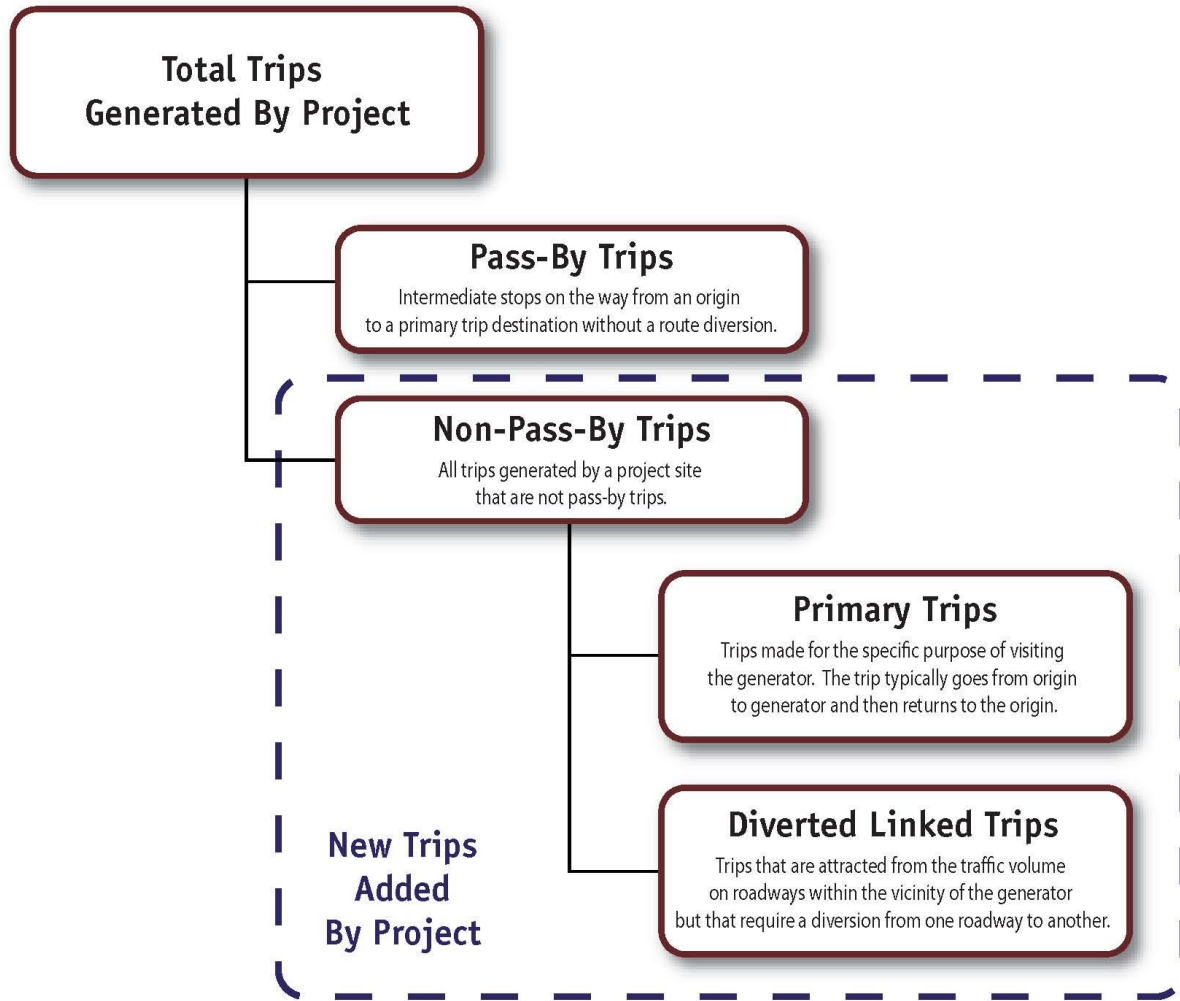 Total Trips
Generated By Project
Pass-By Trips
Intermediate stops on the way from an origin
to a primary trip destination without a route diversion.
Non-Pass-By Trips
All trips generated by a project site
that are not pass-by trips.
Primary Trips
Trips made for the specific purpose of visiting
the generator. The trip typically goes from origin
to generator and then returns to the origin.
Diverted Linked Trips
Trips that are attracted from the traffic volume
on roadways within the vicinity of the generator
but that require a diversion from one roadway to another.
New Trips
Added
By Project